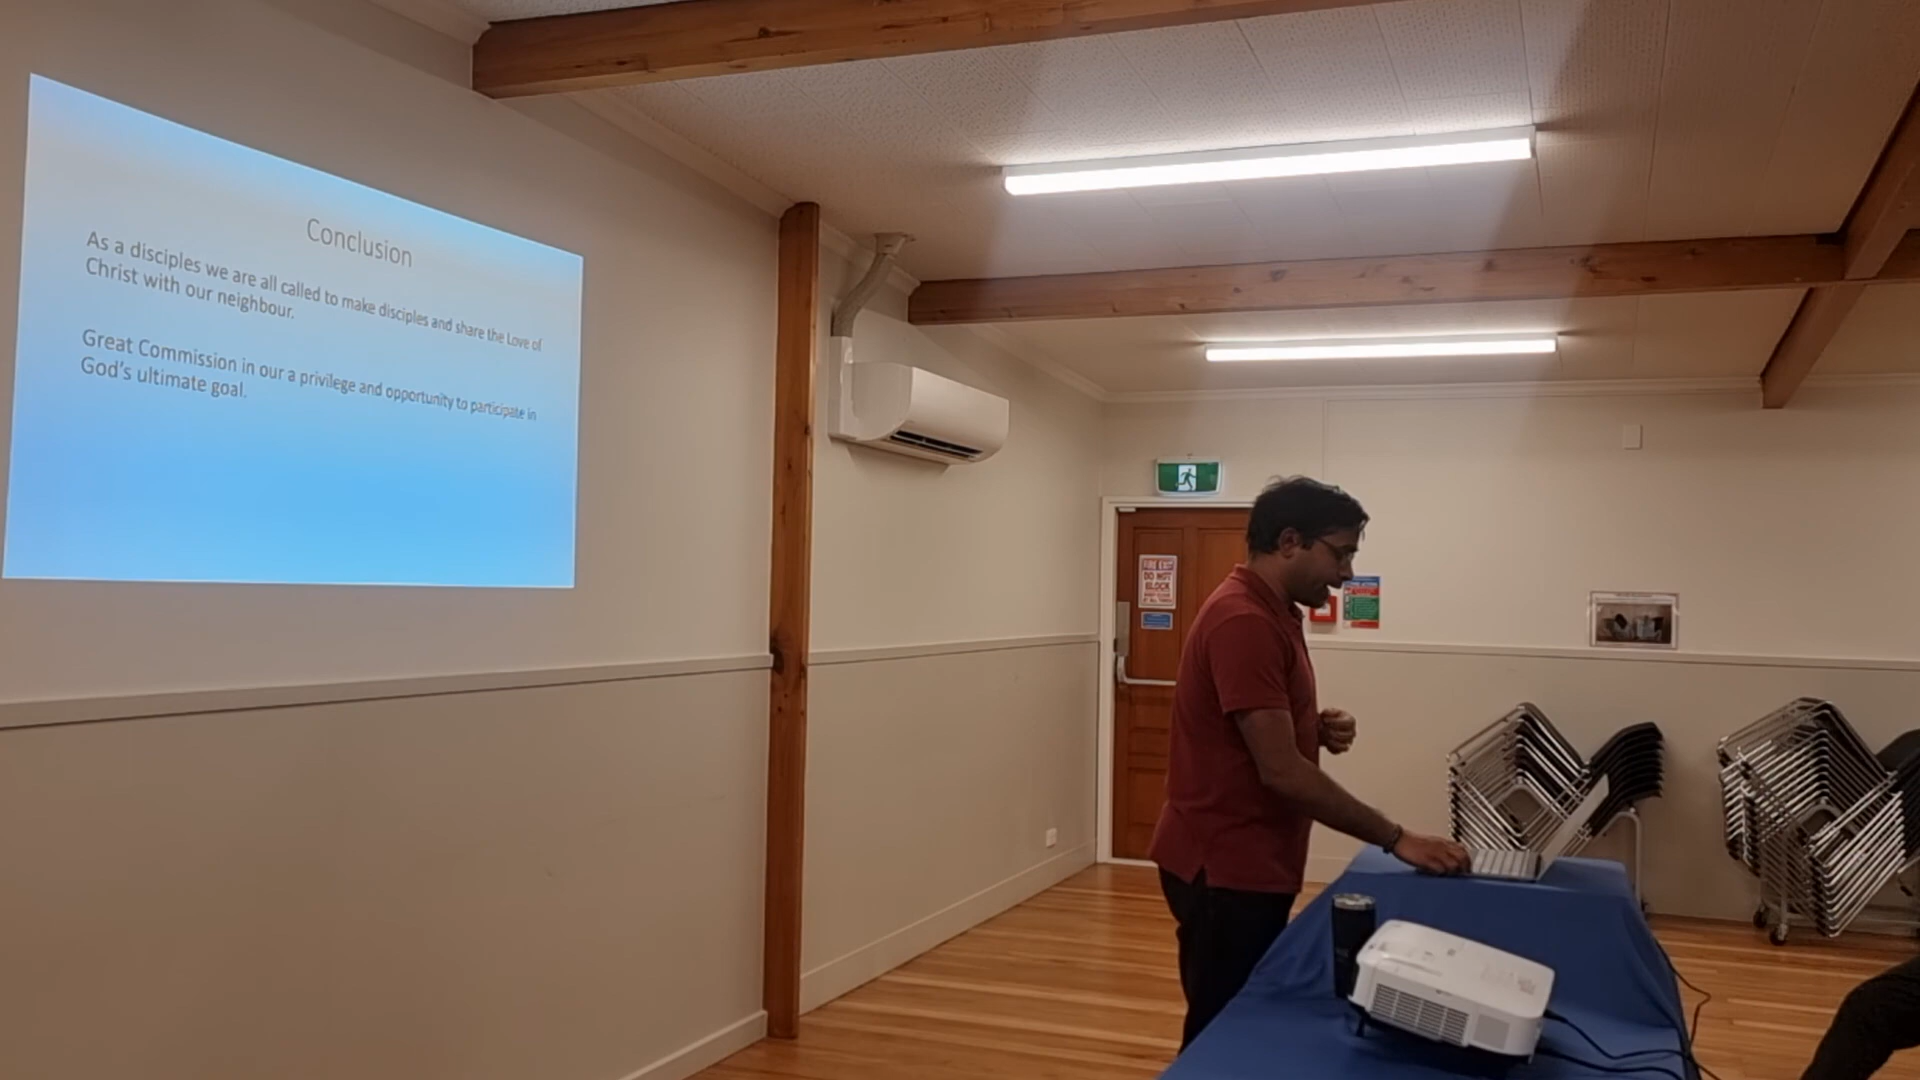 Conclusion
As a disciples we are all called to make disciples and share the Love of
Christ with our neighbour.
Great Commission in our a privilege and opportunity to participate in
God's ultimate goal.
FIRE EXIT
DO NOT
BLOCK